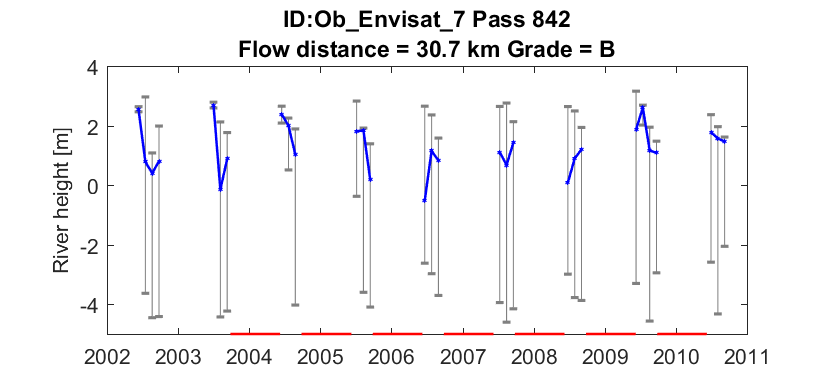 ID:Ob_Envisat_7 Pass 842
Flow distance = 30.7 km Grade = B
River height [m]
4
2
0
-2
-4
2002 2003 2004 2005 2006 2007 2008 2009 2010 2011